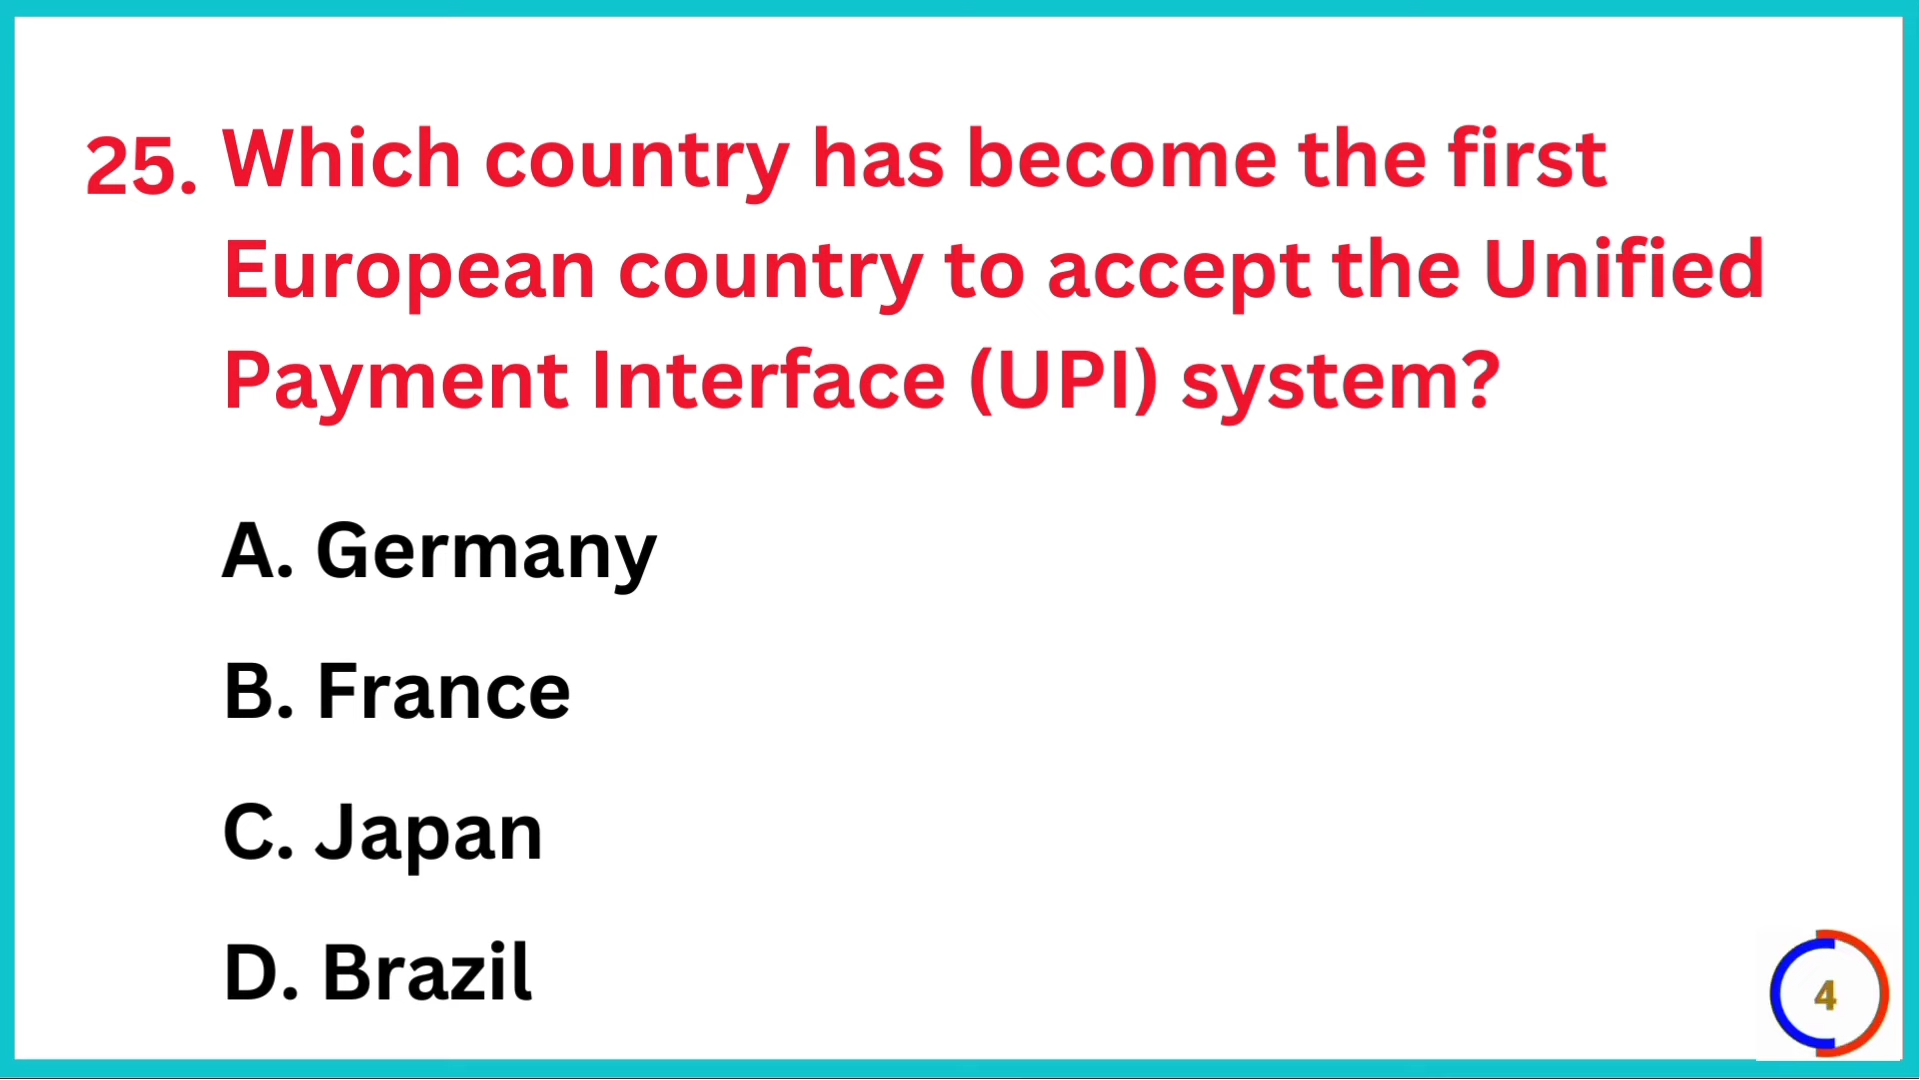 25. Which country has become the first
European country to accept the Unified
Payment Interface (UPI) system?
A. Germany
B. France
C. Japan
D. Brazil
4